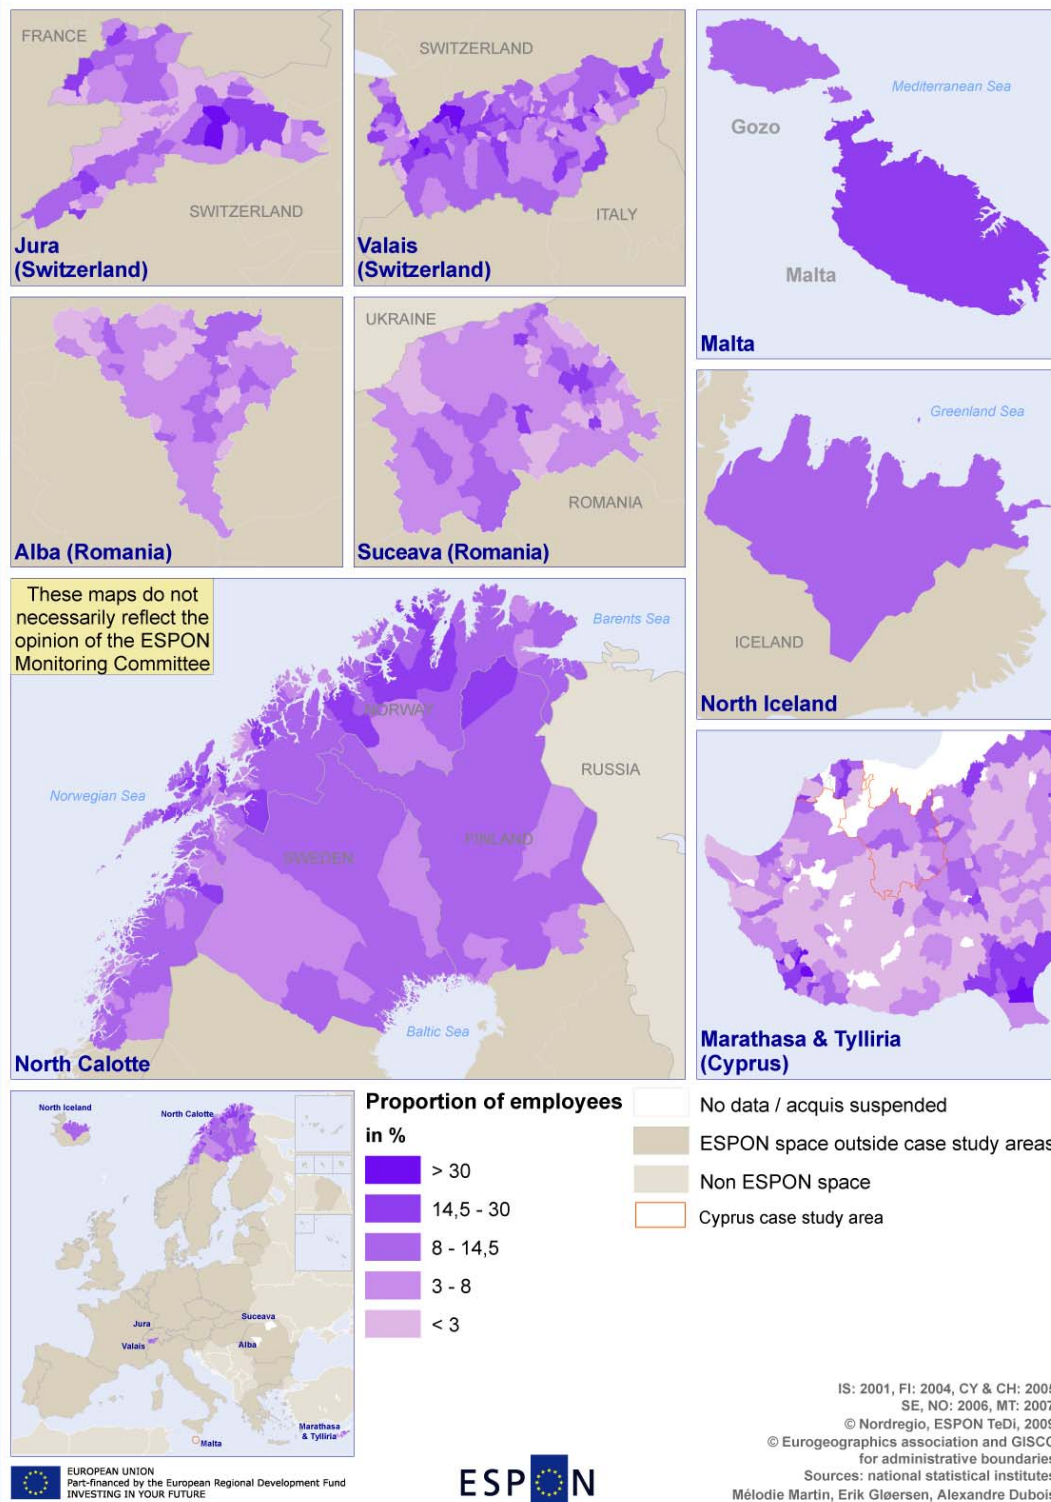 FRANCE
SWITZERLAND
Jura
(Switzerland)
SWITZERLAND
ITALY
Valais
(Switzerland)
Mediterranean Sea
Gozo
Malta
Malta
Alba (Romania)
UKRAINE
ROMANIA
Suceava (Romania)
Greenland Sea
ICELAND
North Iceland
These maps do not
necessarily reflect the
opinion of the ESPON
Monitoring Committee
Barents Sea
NORWAY
RUSSIA
Norwegian Sea
FINLAND
SWEDEN
Baltic Sea
North Calotte
Marathasa & Tylliria
(Cyprus)
North Iceland
North Calotte
Suceava
Jura
Valais
Alba
Marathasa
& Tylliria
Malta
Proportion of employees
in %
> 30
14,5 - 30
8 - 14,5
3 - 8
< 3
No data / acquis suspended
ESPON space outside case study areas
Non ESPON space
Cyprus case study area
IS: 2001, FI: 2004, CY & CH: 2005
SE, NO: 2006, MT: 2007
© Nordregio, ESPON TeDi, 2009
© Eurogeographics association and GISCO
for administrative boundaries
Sources: national statistical institutes
Mélodie Martin, Erik Gløersen, Alexandre Dubois
EUROPEAN UNION
Part-financed by the European Regional Development Fund
INVESTING IN YOUR FUTURE
ESPON